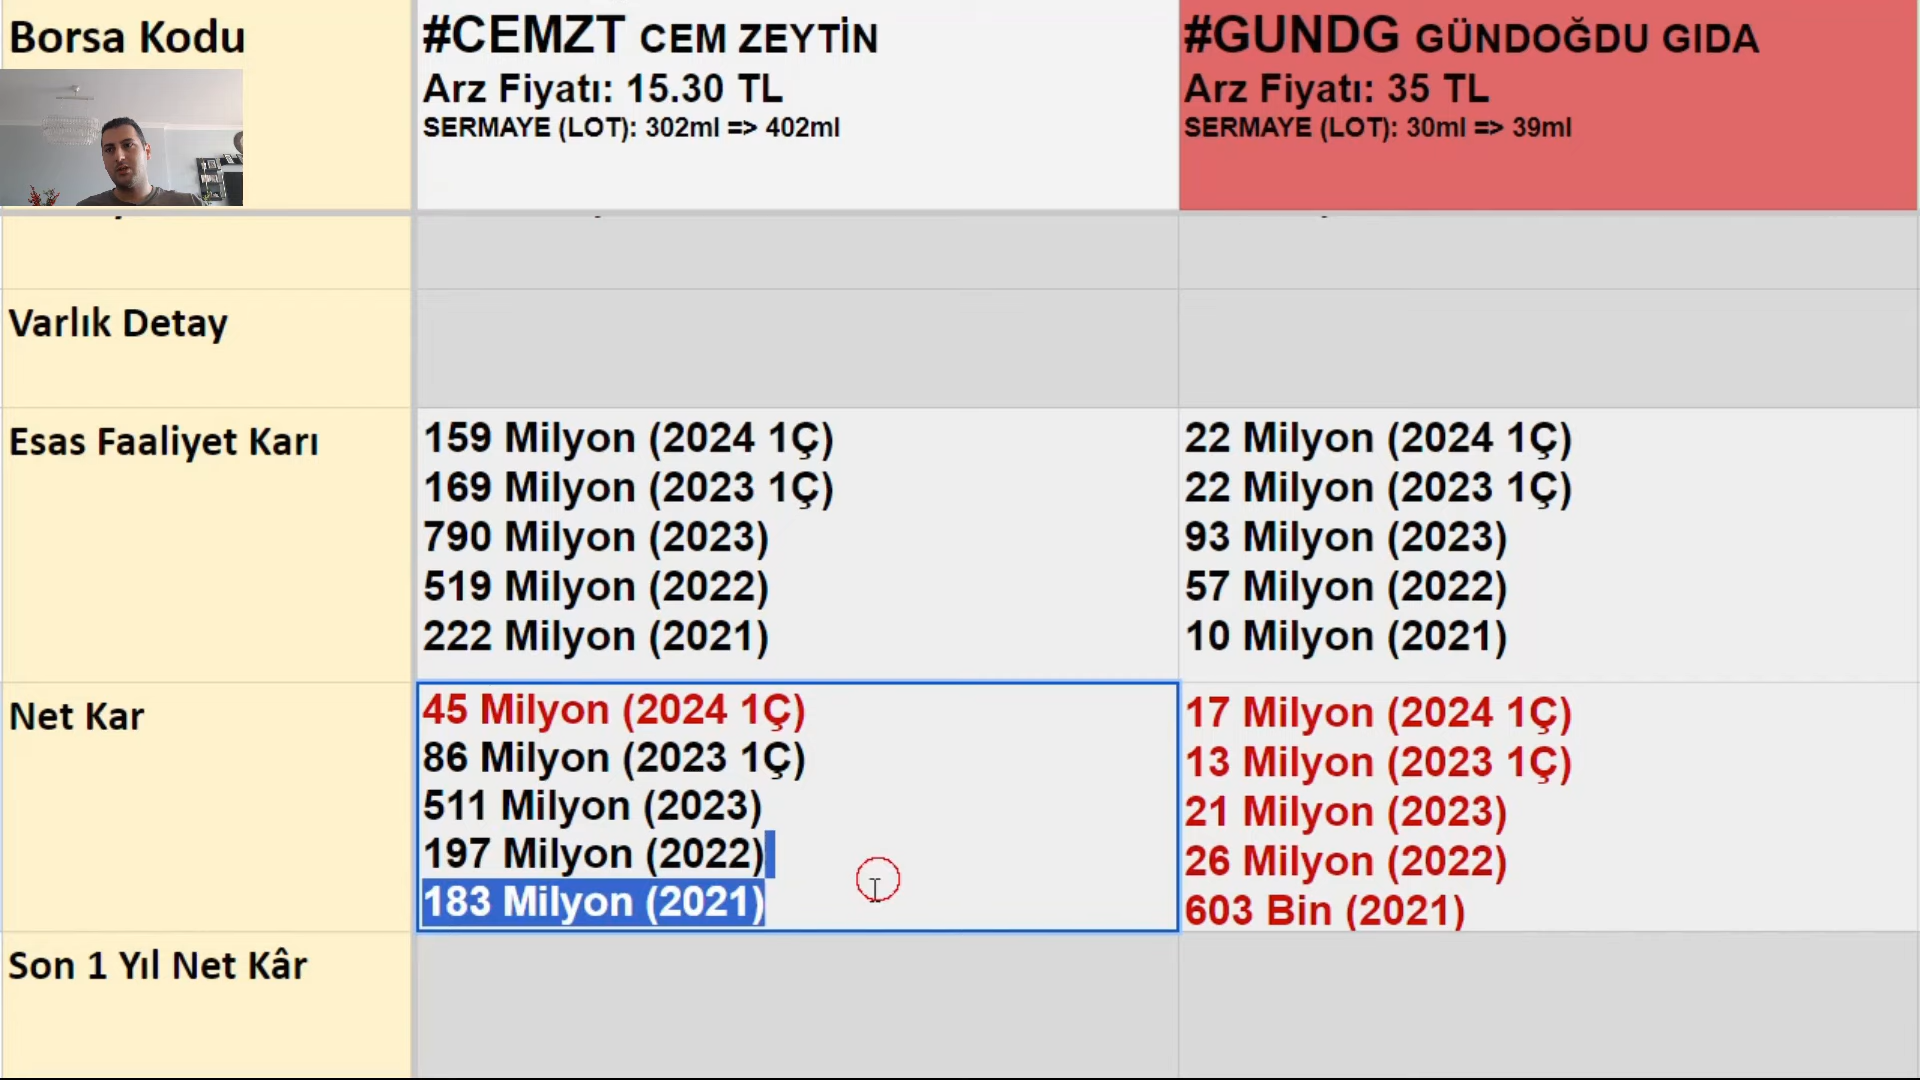 Borsa Kodu
#CEMZT CEM ZEYTİN
Arz Fiyatı: 15.30 TL
SERMAYE (LOT): 302ml => 402ml
#GUNDG GÜNDOĞDU GIDA
Arz Fiyatı: 35 TL
SERMAYE (LOT): 30ml => 39ml
Varlık Detay
Esas Faaliyet Karı
159 Milyon (2024 1Ç)
169 Milyon (2023 1Ç)
790 Milyon (2023)
519 Milyon (2022)
222 Milyon (2021)
22 Milyon (2024 1Ç)
22 Milyon (2023 1Ç)
93 Milyon (2023)
57 Milyon (2022)
10 Milyon (2021)
Net Kar
45 Milyon (2024 1Ç)
86 Milyon (2023 1Ç)
511 Milyon (2023)
197 Milyon (2022)
183 Milyon (2021)
17 Milyon (2024 1Ç)
13 Milyon (2023 1Ç)
21 Milyon (2023)
26 Milyon (2022)
603 Bin (2021)
Son 1 Yıl Net Kâr